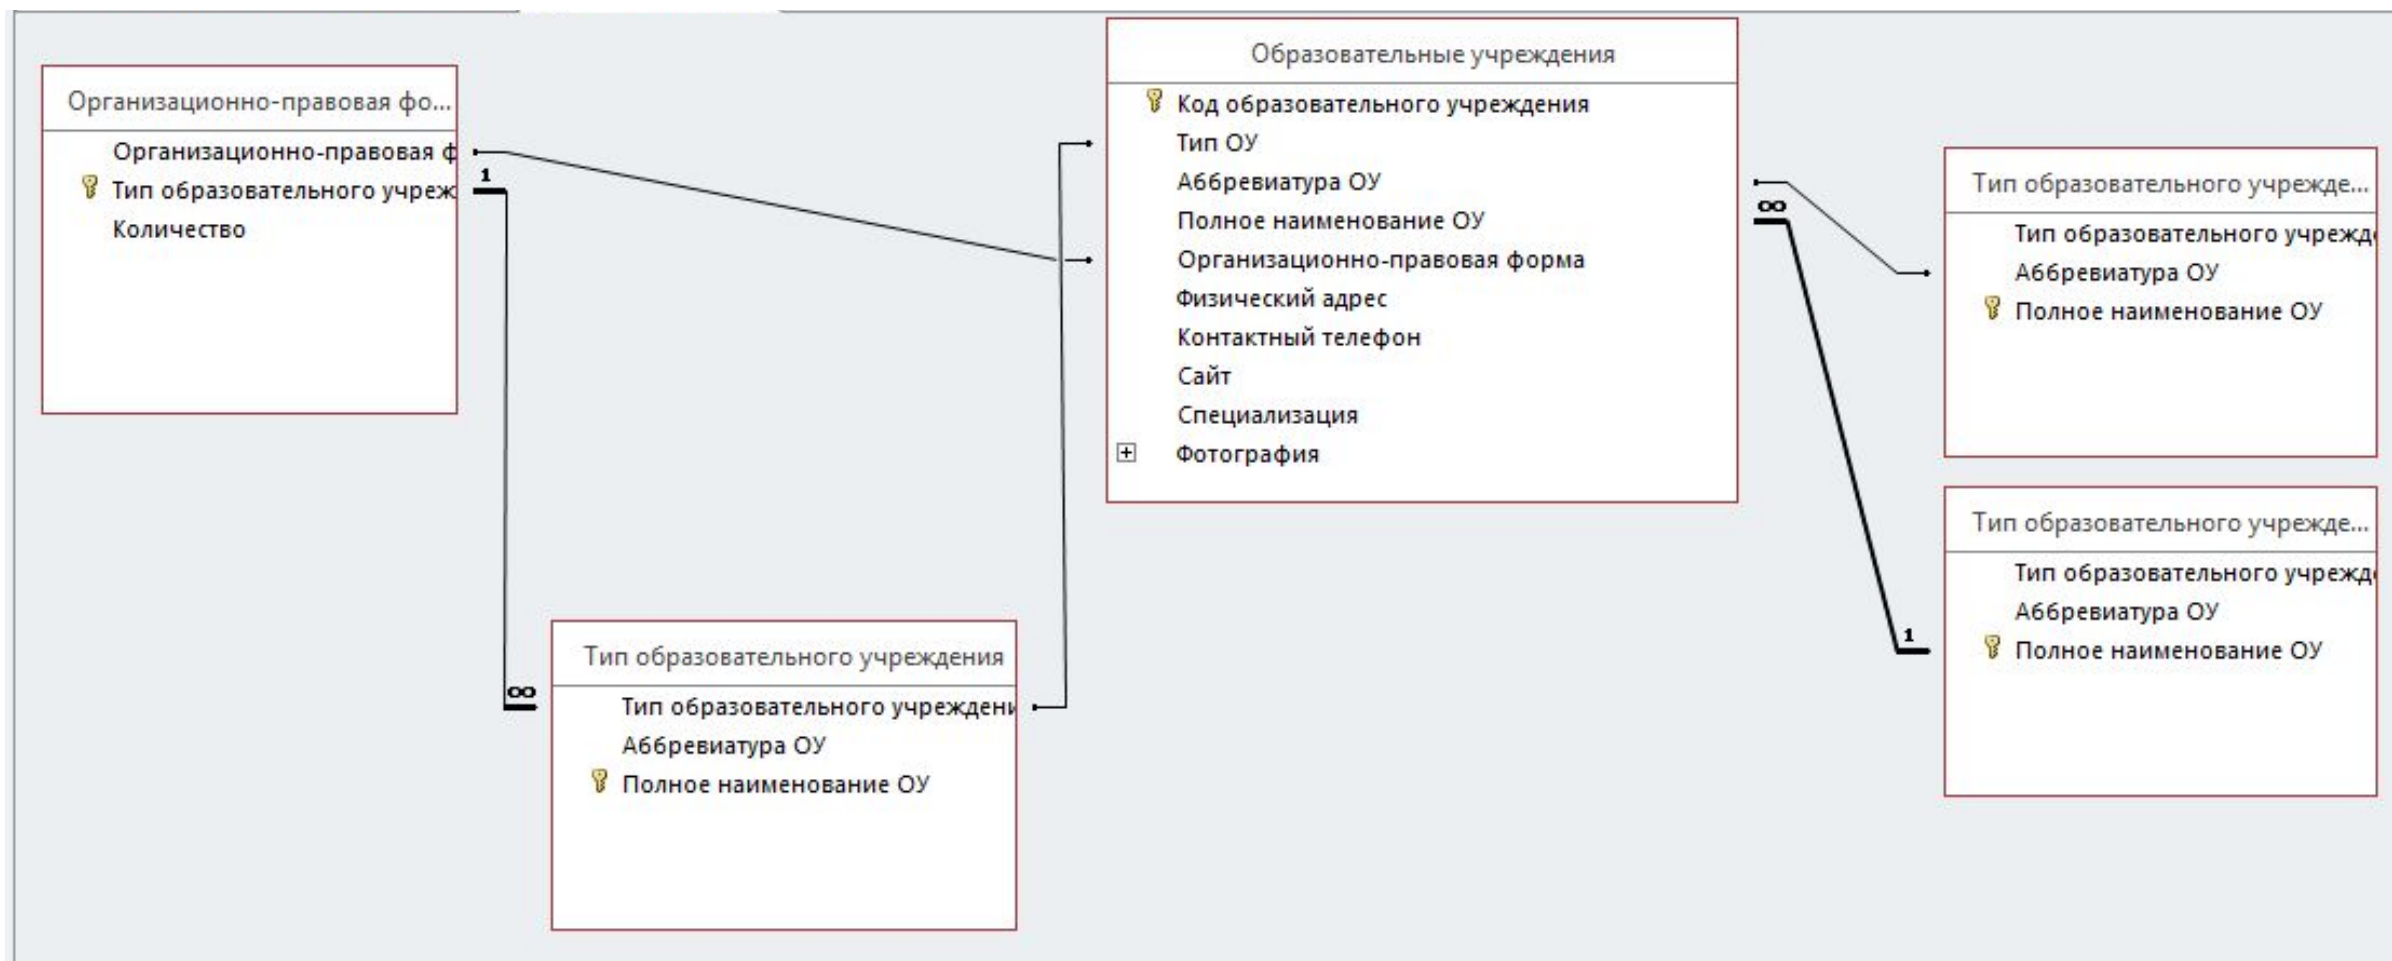 Организационно-правовая фо...
Организационно-правовая ф
Тип образовательного учреж
Количество
1
Образовательные учреждения
Код образовательного учреждения
Тип ОУ
Аббревиатура ОУ
Полное наименование ОУ
Организационно-правовая форма
Физический адрес
Контактный телефон
Сайт
Специализация
Фотография
∞
Тип образовательного учрежде...
Тип образовательного учрежд
Аббревиатура ОУ
Полное наименование ОУ
Тип образовательного учрежде...
Тип образовательного учрежд
Аббревиатура ОУ
Полное наименование ОУ
1
Тип образовательного учреждения
Тип образовательного учреждени
Аббревиатура ОУ
Полное наименование ОУ
∞